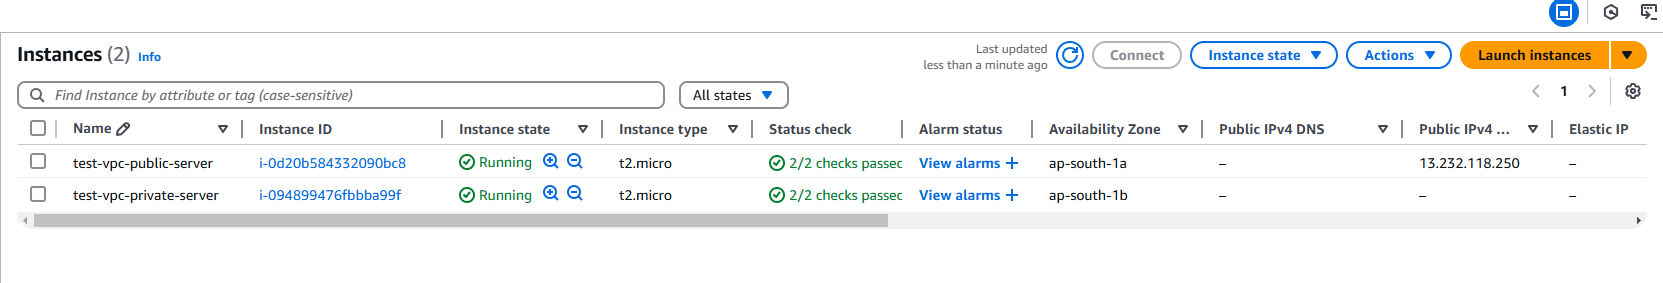 Instances (2) Info
Last updated
less than a minute ago
Connect
Instance state
Actions
Launch instances
Find Instance by attribute or tag (case-sensitive)
All states
1
Name Instance ID Instance state Instance type Status check Alarm status Availability Zone Public IPv4 DNS Public IPv4 ... Elastic IP
test-vpc-public-server i-0d20b584332090bc8 Running t2.micro 2/2 checks passed View alarms + ap-south-1a – 13.232.118.250 –
test-vpc-private-server i-094899476fbbba99f Running t2.micro 2/2 checks passed View alarms + ap-south-1b – – –